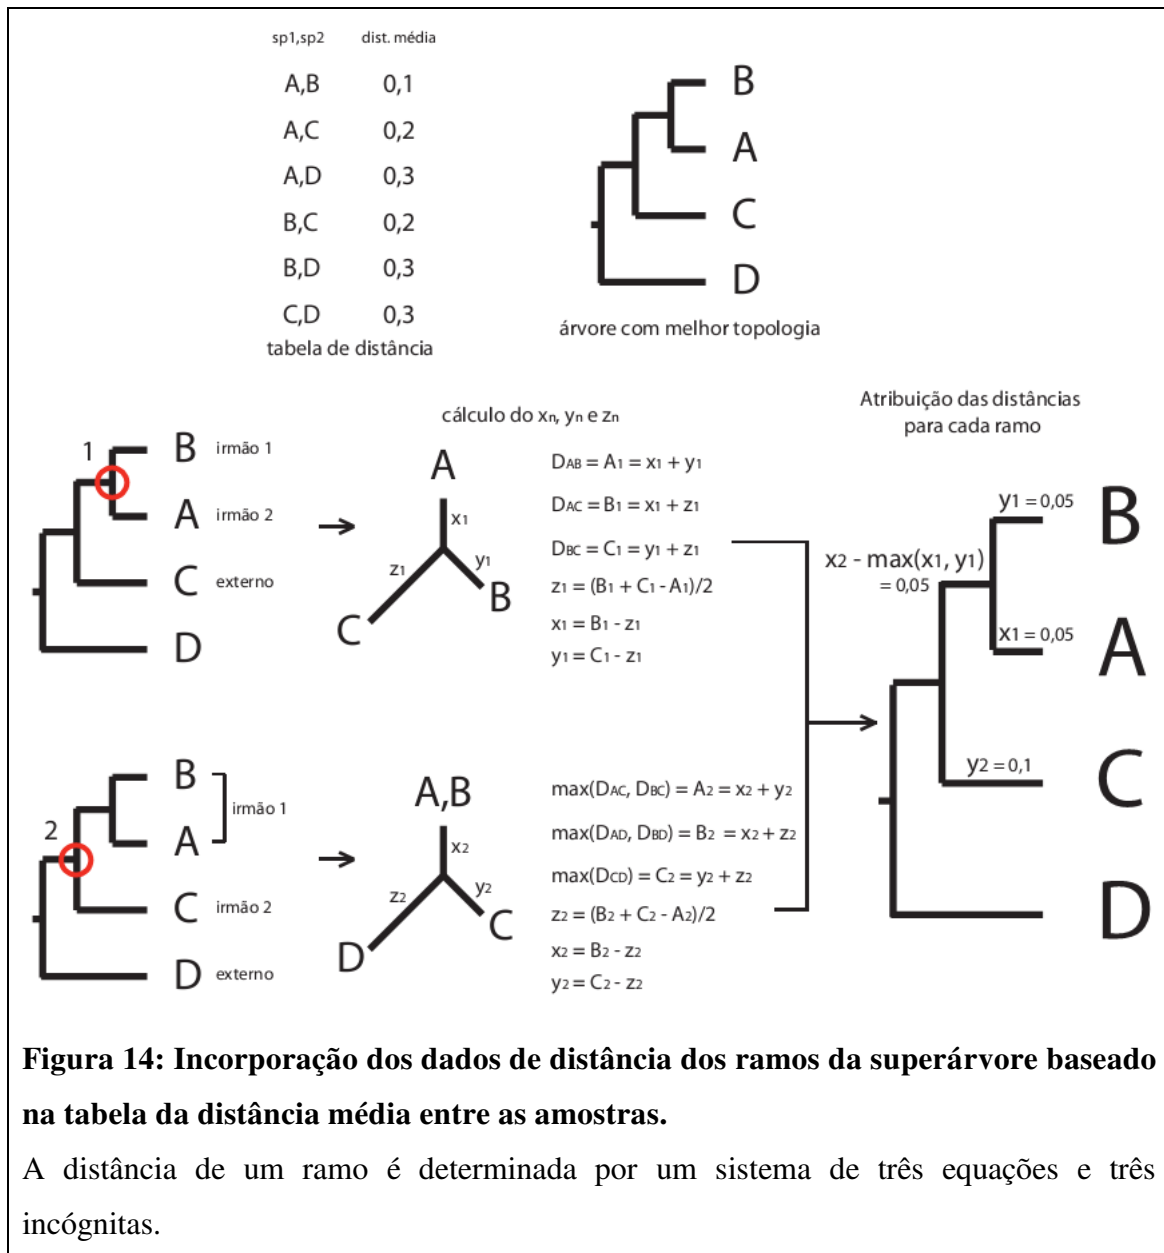 sp1,sp2 dist. média
A,B 0,1
A,C 0,2
A,D 0,3
B,C 0,2
B,D 0,3
C,D 0,3
tabela de distância
B
A
C
D
árvore com melhor topologia
cálculo do xn, yn e zn
Atribuição das distâncias
para cada ramo
1
B irmão 1
A irmão 2
C externo
D
A
x1
y1
z1
B
C
DAB = A1 = x1 + y1
DAC = B1 = x1 + z1
DBC = C1 = y1 + z1
z1 = (B1 + C1 - A1)/2
x1 = B1 - z1
y1 = C1 - z1
2
B
A
irmão 1
C irmão 2
D externo
A,B
x2
y2
z2
C
D
max(DAC, DBC) = A2 = x2 + y2
max(DAD, DBD) = B2 = x2 + z2
max(DCD) = C2 = y2 + z2
z2 = (B2 + C2 - A2)/2
x2 = B2 - z2
y2 = C2 - z2
y1 = 0,05 B
x2 - max(x1, y1)
= 0,05
x1 = 0,05 A
y2 = 0,1 C
D
Figura 14: Incorporação dos dados de distância dos ramos da superárvore baseado
na tabela da distância média entre as amostras.
A distância de um ramo é determinada por um sistema de três equações e três
incógnitas.